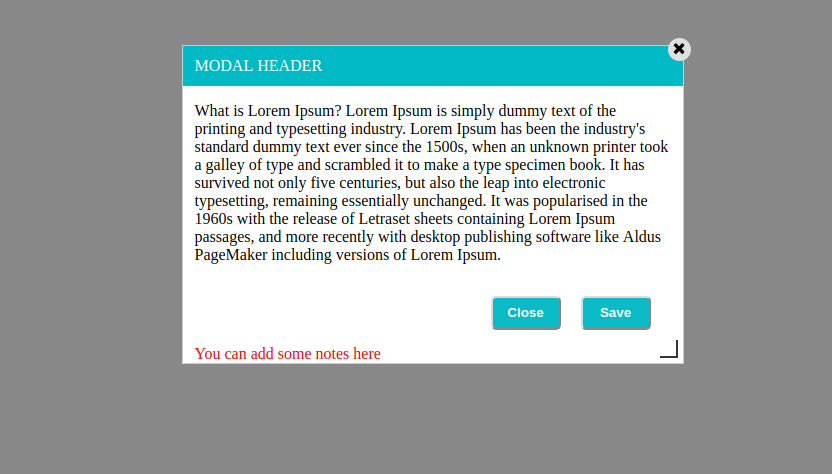 MODAL HEADER
What is Lorem Ipsum? Lorem Ipsum is simply dummy text of the
printing and typesetting industry. Lorem Ipsum has been the industry's
standard dummy text ever since the 1500s, when an unknown printer took
a galley of type and scrambled it to make a type specimen book. It has
survived not only five centuries, but also the leap into electronic
typesetting, remaining essentially unchanged. It was popularised in the
1960s with the release of Letraset sheets containing Lorem Ipsum
passages, and more recently with desktop publishing software like Aldus
PageMaker including versions of Lorem Ipsum.
Close Save
You can add some notes here